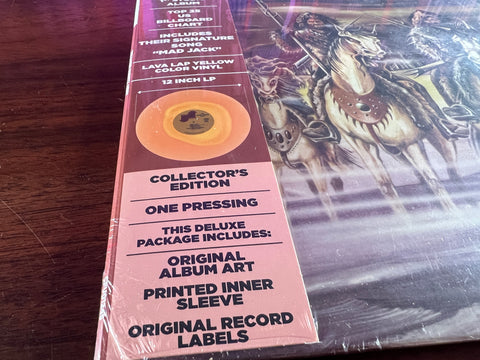 ALBUM
TOP 25
US
BILLBOARD
CHART
INCLUDES
THEIR SIGNATURE
SONG
"MAD JACK"
LAVA LAP YELLOW
COLOR VINYL
12 INCH LP
COLLECTOR'S
EDITION
ONE PRESSING
THIS DELUXE
PACKAGE INCLUDES:
ORIGINAL
ALBUM ART
PRINTED INNER
SLEEVE
ORIGINAL RECORD
LABELS